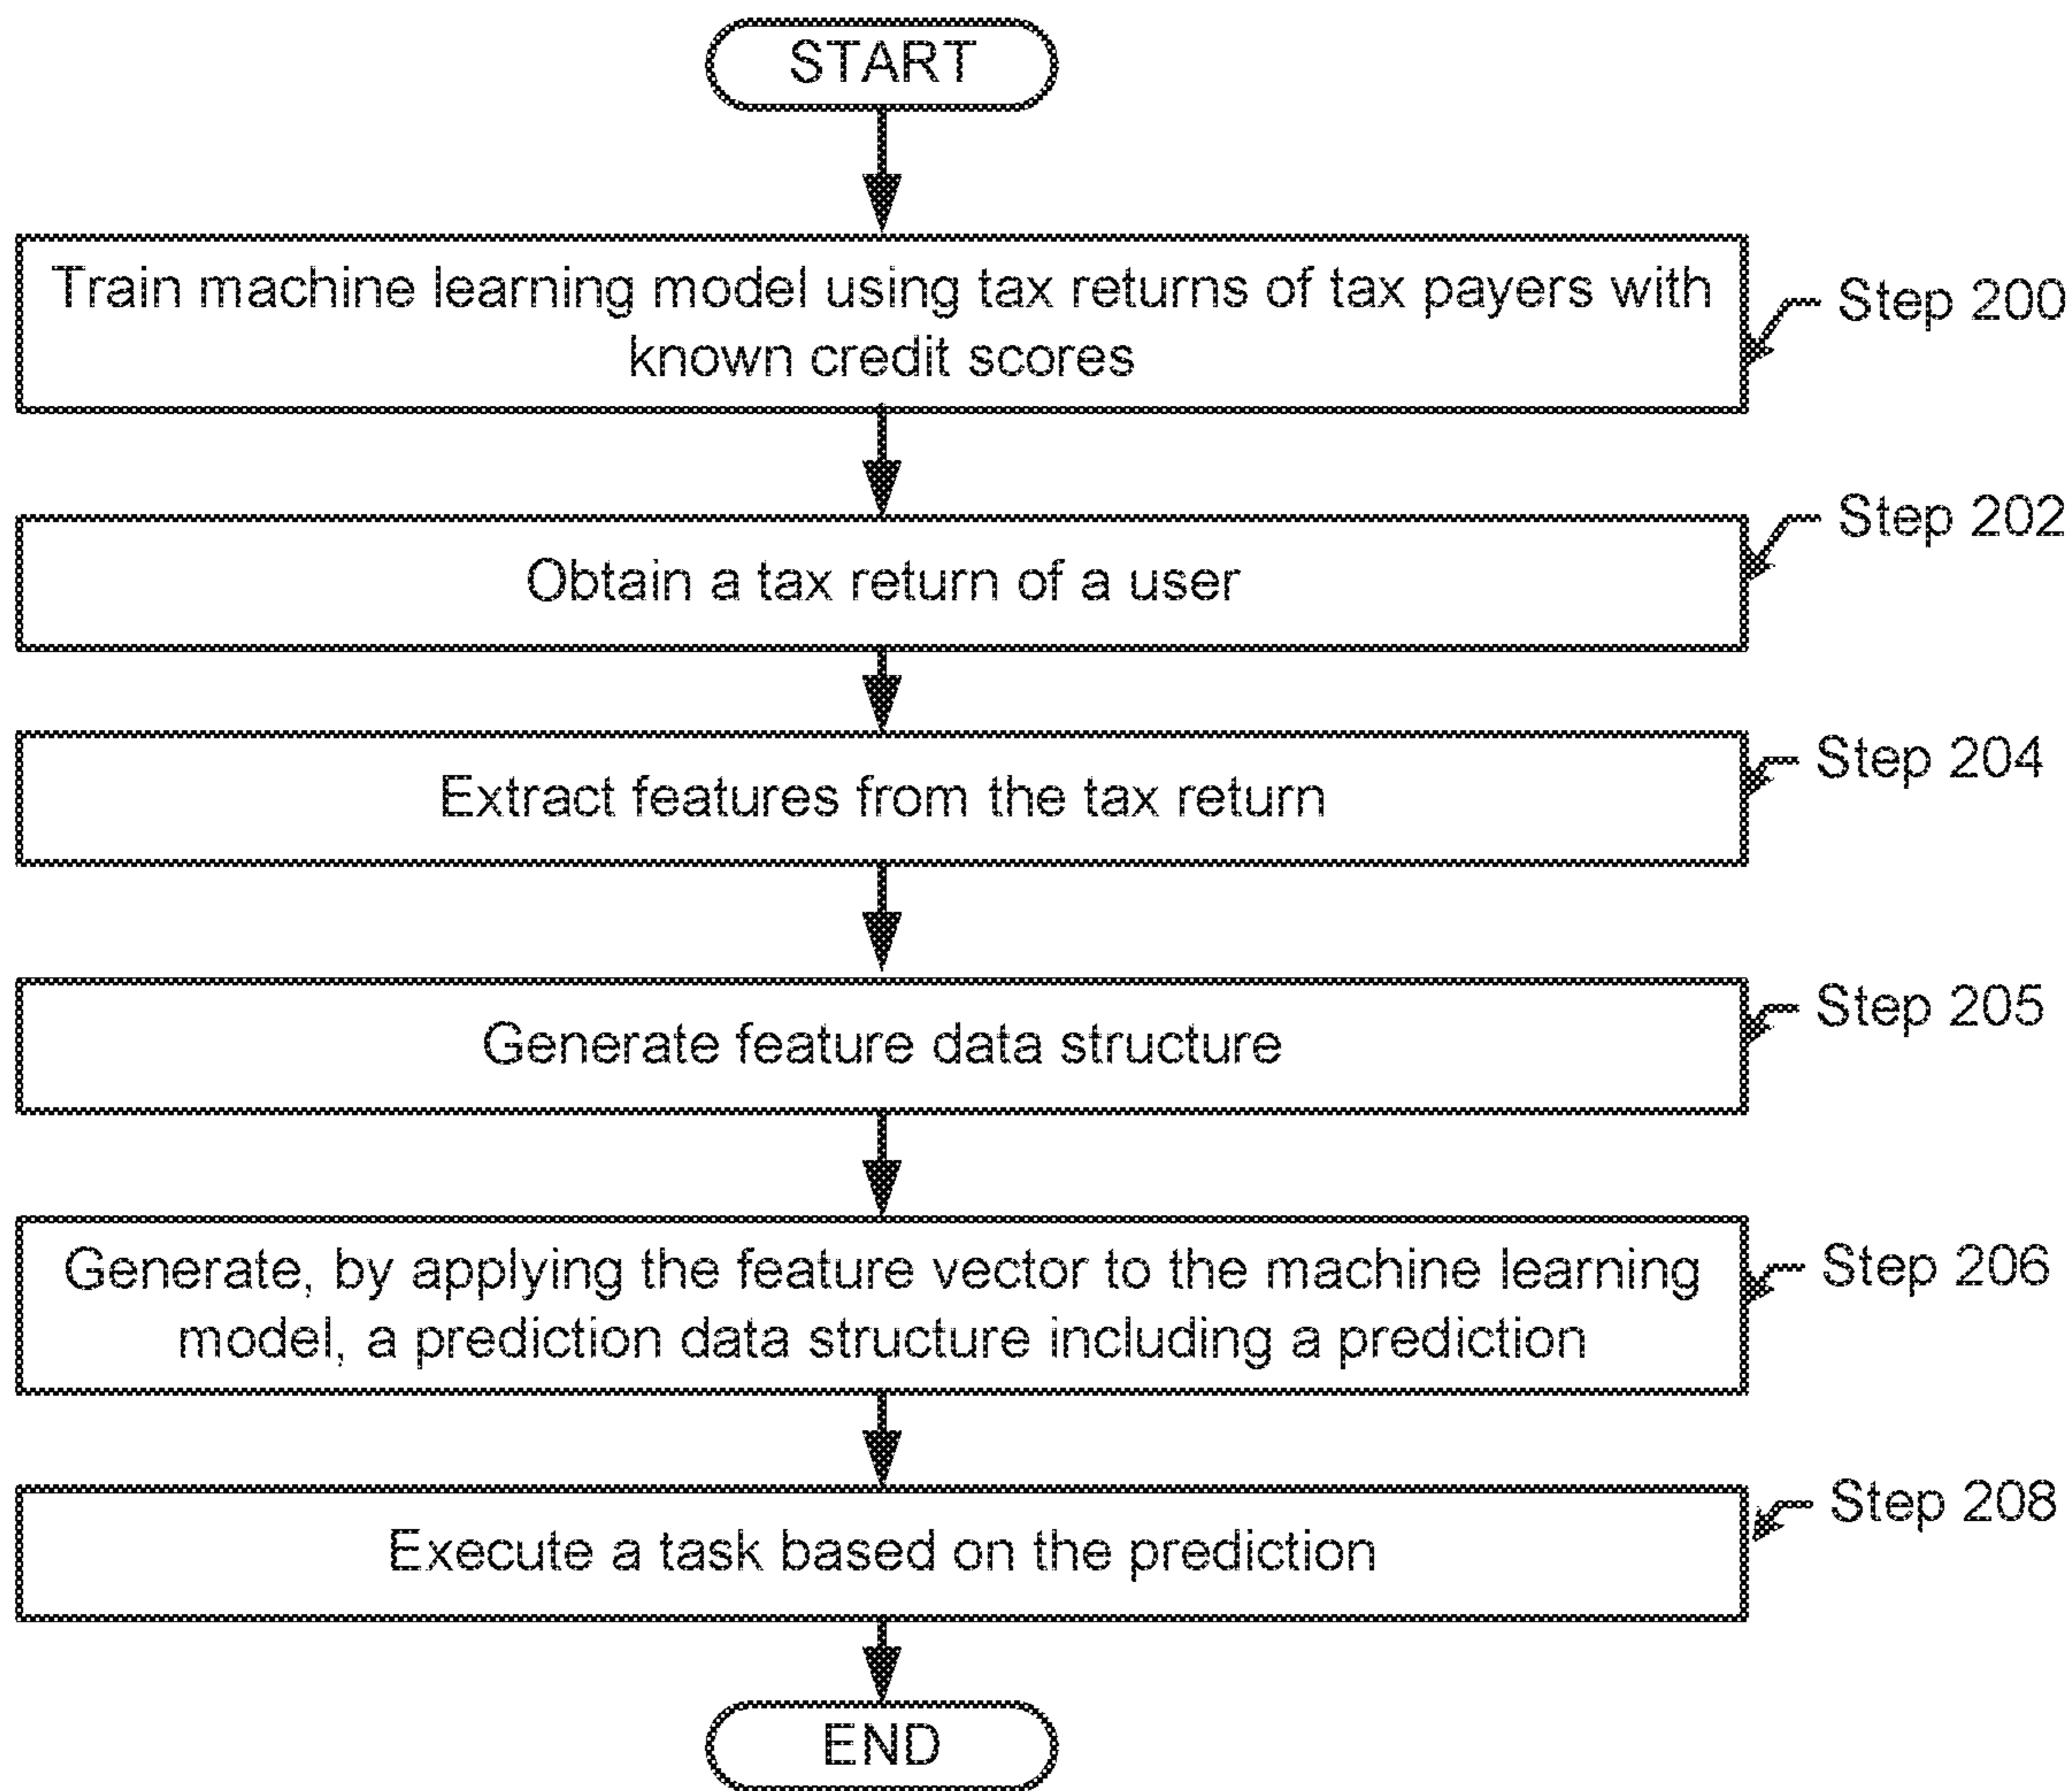 START
Train machine learning model using tax returns of tax payers with
known credit scores
Step 200
Obtain a tax return of a user
Step 202
Extract features from the tax return
Step 204
Generate feature data structure
Step 205
Generate, by applying the feature vector to the machine learning
model, a prediction data structure including a prediction
Step 206
Execute a task based on the prediction
Step 208
END